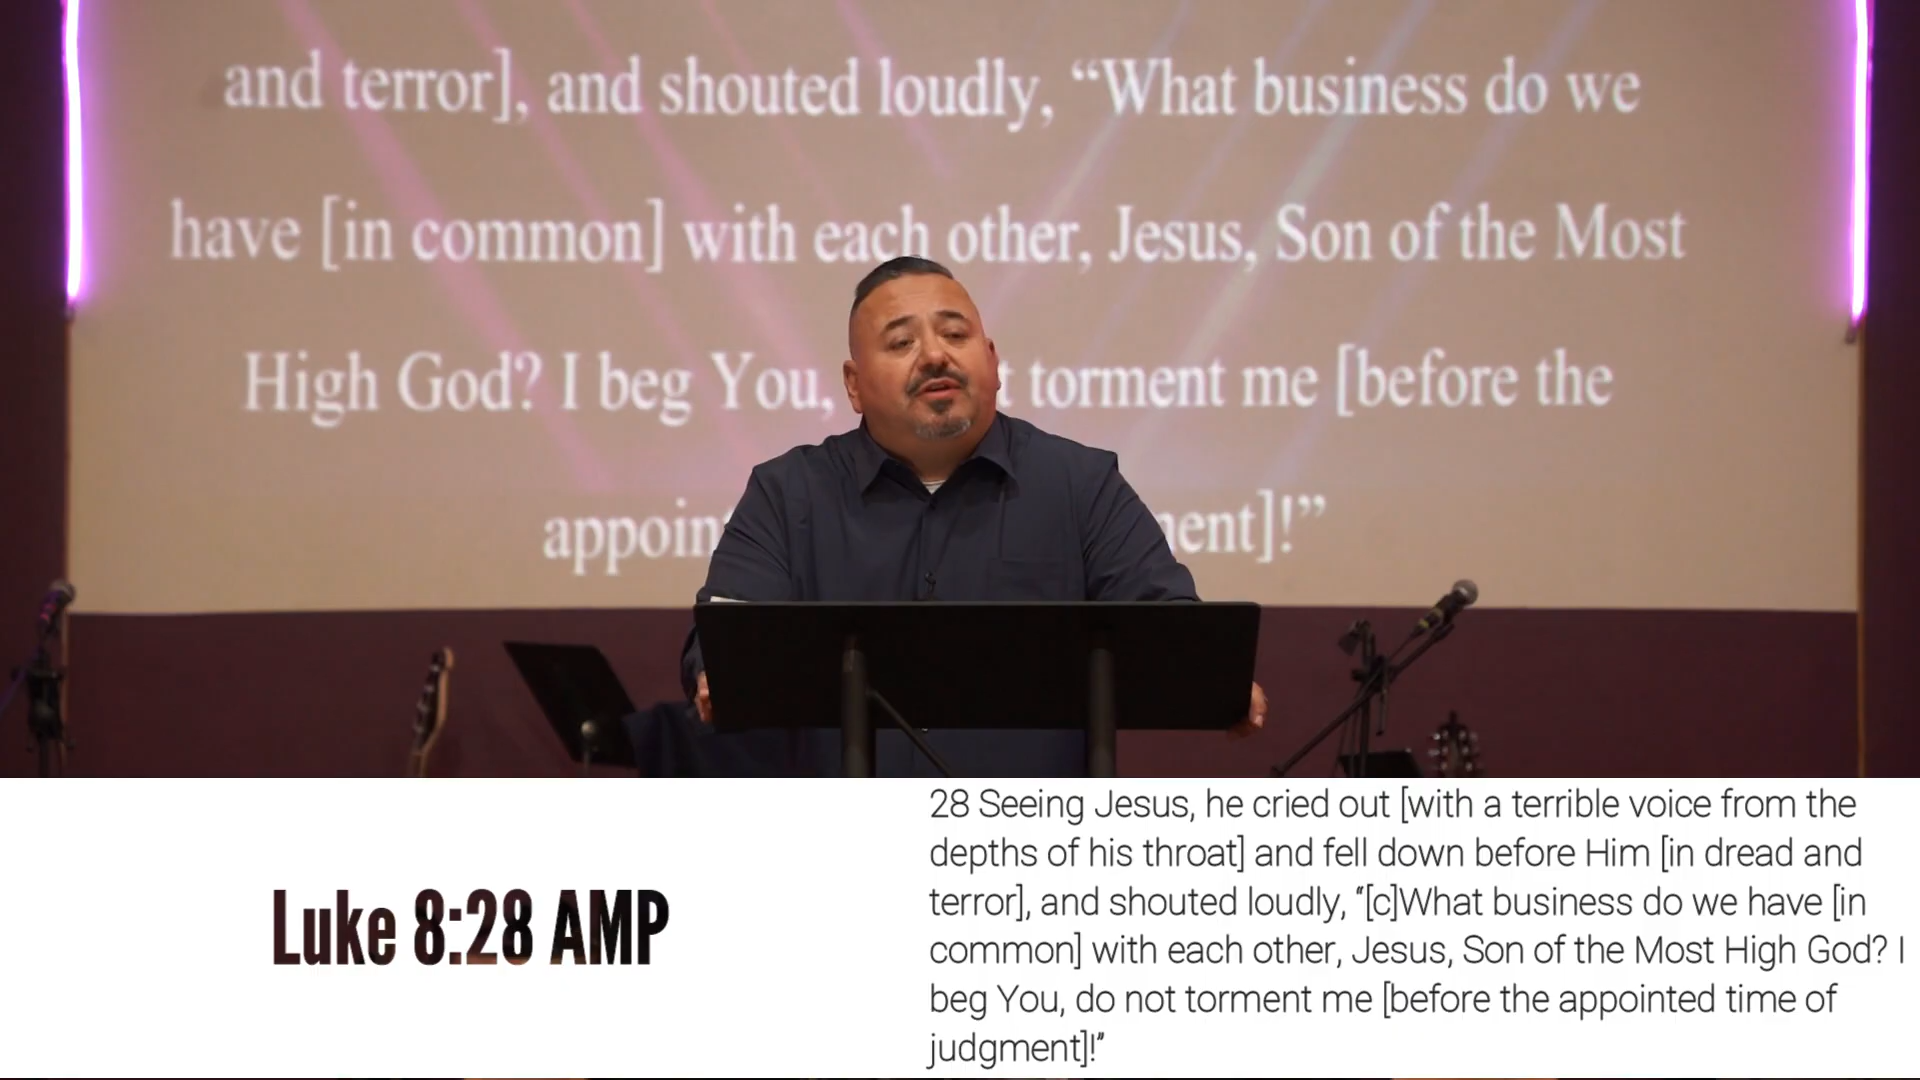 and terror], and shouted loudly, “What business do we
have [in common] with each other, Jesus, Son of the Most
High God? I beg You, torment me [before the
Luke 8:28 AMP
28 Seeing Jesus, he cried out [with a terrible voice from the
depths of his throat] and fell down before Him [in dread and
terror], and shouted loudly, “[c]What business do we have [in
common] with each other, Jesus, Son of the Most High God? I
beg You, do not torment me [before the appointed time of
judgment]!”